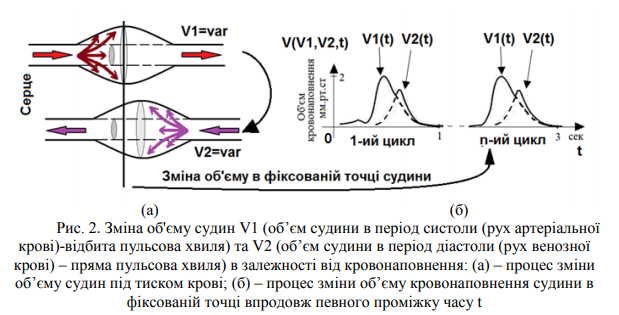 V1=var
Серце
V2=var
V(V1,V2,t) V1(t) V2(t) V1(t) V2(t)
Об'єм
кровонаповнення
мм.рт.ст
2
0 1-ий цикл 1 n-ий цикл 3 сек
t
Зміна об'єму в фіксованій точці судини
(а) (б)
Рис. 2. Зміна об'єму судин V1 (об’єм судини в період систоли (рух артеріальної
крові)-відбита пульсова хвиля) та V2 (об’єм судини в період діастоли (рух венозної
крові) – пряма пульсова хвиля) в залежності від кровонаповнення: (а) – процес зміни
об’єму судин під тиском крові; (б) – процес зміни об’єму кровонаповнення судини в
фіксованій точці впродовж певного проміжку часу t